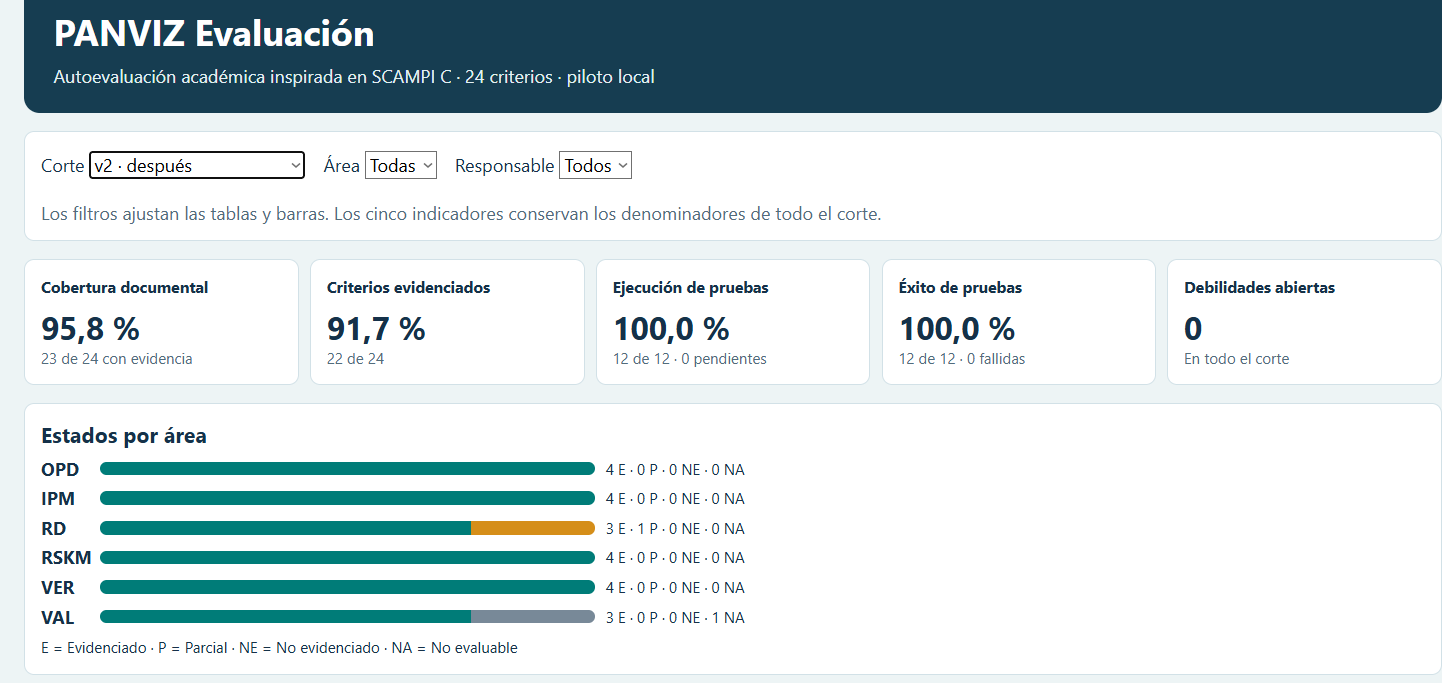 PANVIZ Evaluación
Autoevaluación académica inspirada en SCAMPI C · 24 criterios · piloto local
Corte v2 · después Área Todas Responsable Todos
Los filtros ajustan las tablas y barras. Los cinco indicadores conservan los denominadores de todo el corte.
Cobertura documental
95,8 %
23 de 24 con evidencia
Criterios evidenciados
91,7 %
22 de 24
Ejecución de pruebas
100,0 %
12 de 12 · 0 pendientes
Éxito de pruebas
100,0 %
12 de 12 · 0 fallidas
Debilidades abiertas
0
En todo el corte
Estados por área
OPD 4 E · 0 P · 0 NE · 0 NA
IPM 4 E · 0 P · 0 NE · 0 NA
RD 3 E · 1 P · 0 NE · 0 NA
RSKM 4 E · 0 P · 0 NE · 0 NA
VER 4 E · 0 P · 0 NE · 0 NA
VAL 3 E · 0 P · 0 NE · 1 NA
E = Evidenciado · P = Parcial · NE = No evidenciado · NA = No evaluable